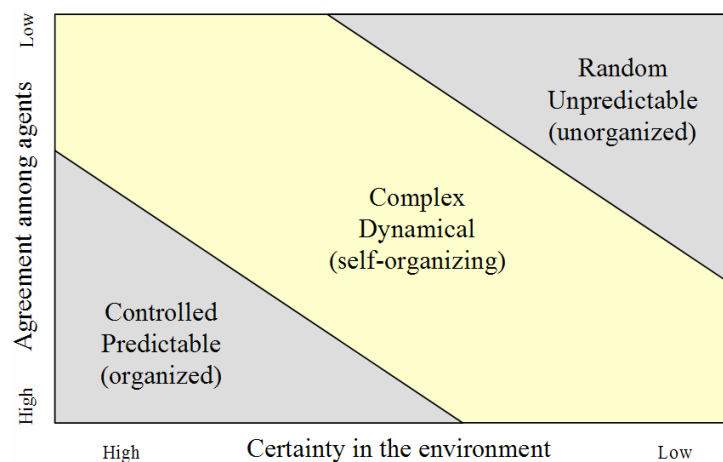 Low
Agreement among agents
High
Random
Unpredictable
(unorganized)
Complex
Dynamical
(self-organizing)
Controlled
Predictable
(organized)
High
Certainty in the environment
Low